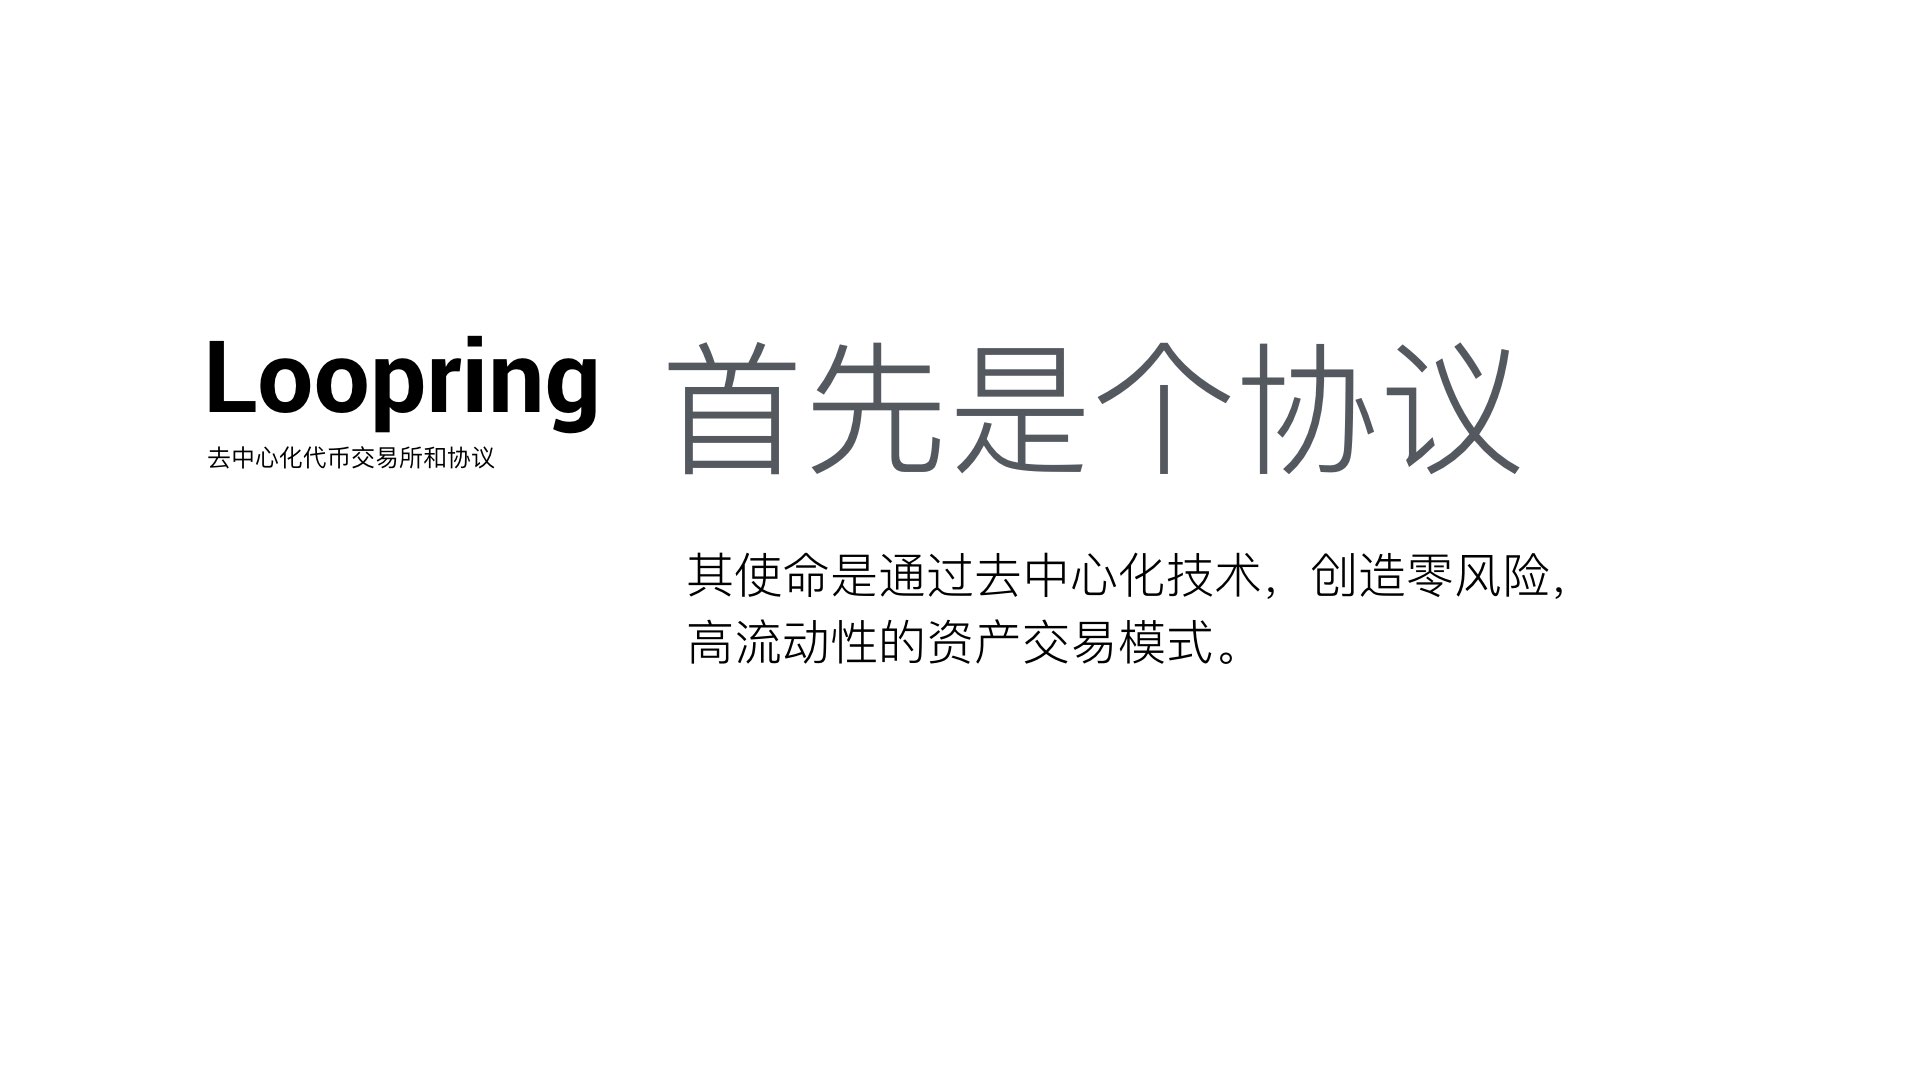 Loopring 首先是个协议
去中心化代币交易所和协议
其使命是通过去中心化技术，创造零风险，
高流动性的资产交易模式。